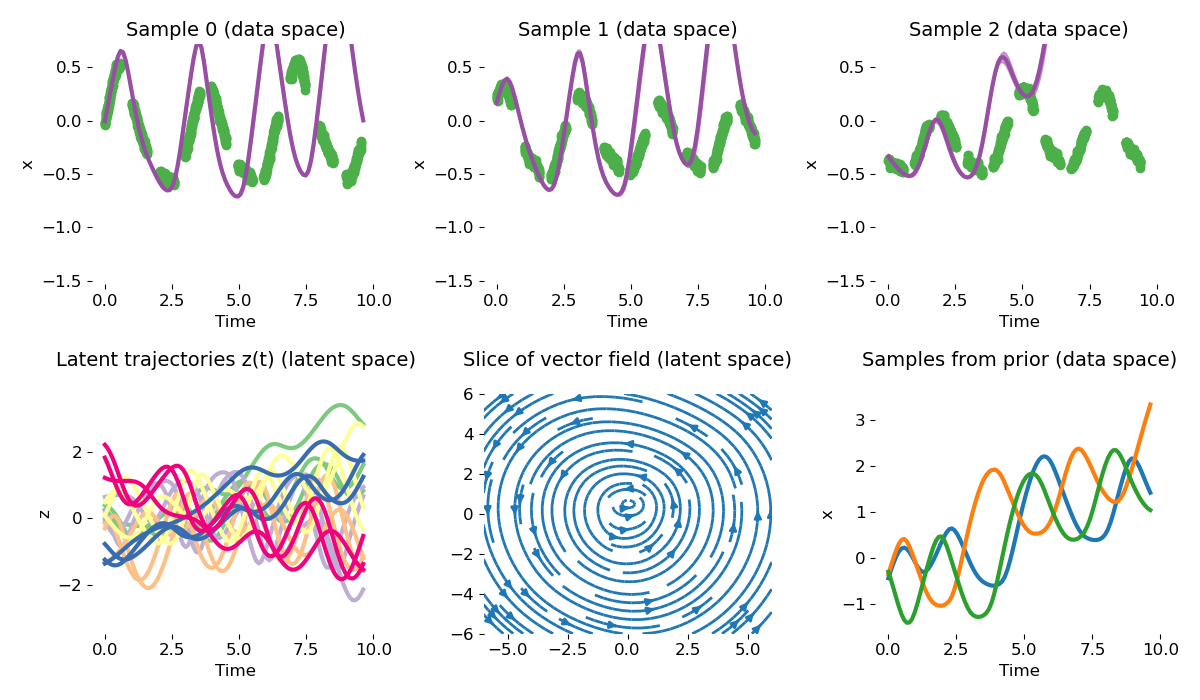 Sample 0 (data space)
0.5
0.0
−0.5
−1.0
−1.5
x
0.0 2.5 5.0 7.5 10.0
Time
Sample 1 (data space)
0.5
0.0
−0.5
−1.0
−1.5
x
0.0 2.5 5.0 7.5 10.0
Time
Sample 2 (data space)
0.5
0.0
−0.5
−1.0
−1.5
x
0.0 2.5 5.0 7.5 10.0
Time
Latent trajectories z(t) (latent space)
2
0
−2
z
0.0 2.5 5.0 7.5 10.0
Time
Slice of vector field (latent space)
6
4
2
0
−2
−4
−6
−5.0 −2.5 0.0 2.5 5.0
Samples from prior (data space)
3
2
1
0
−1
x
0.0 2.5 5.0 7.5 10.0
Time